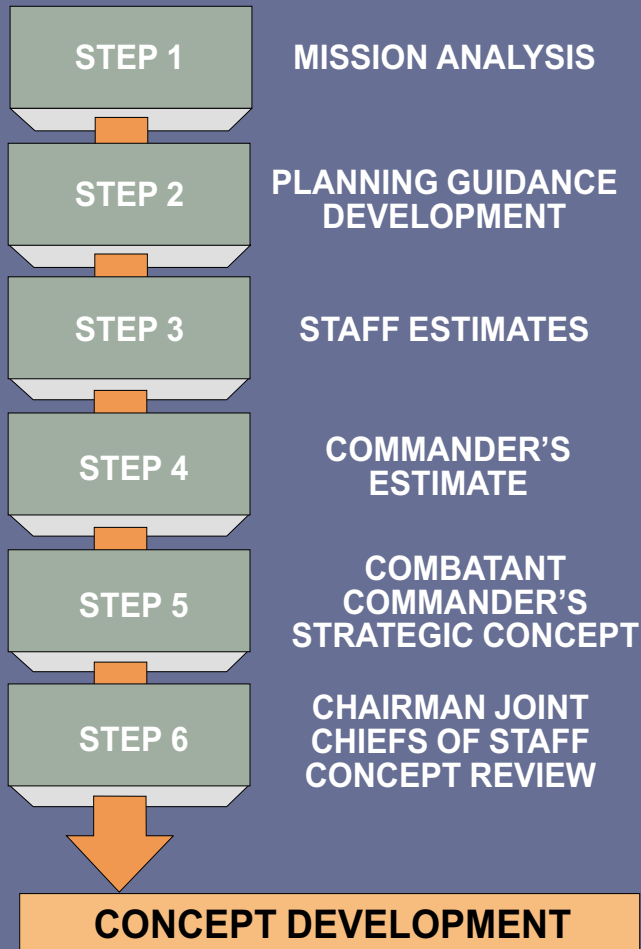 STEP 1
MISSION ANALYSIS
STEP 2
PLANNING GUIDANCE
DEVELOPMENT
STEP 3
STAFF ESTIMATES
STEP 4
COMMANDER’S
ESTIMATE
STEP 5
COMBATANT
COMMANDER’S
STRATEGIC CONCEPT
STEP 6
CHAIRMAN JOINT
CHIEFS OF STAFF
CONCEPT REVIEW
CONCEPT DEVELOPMENT